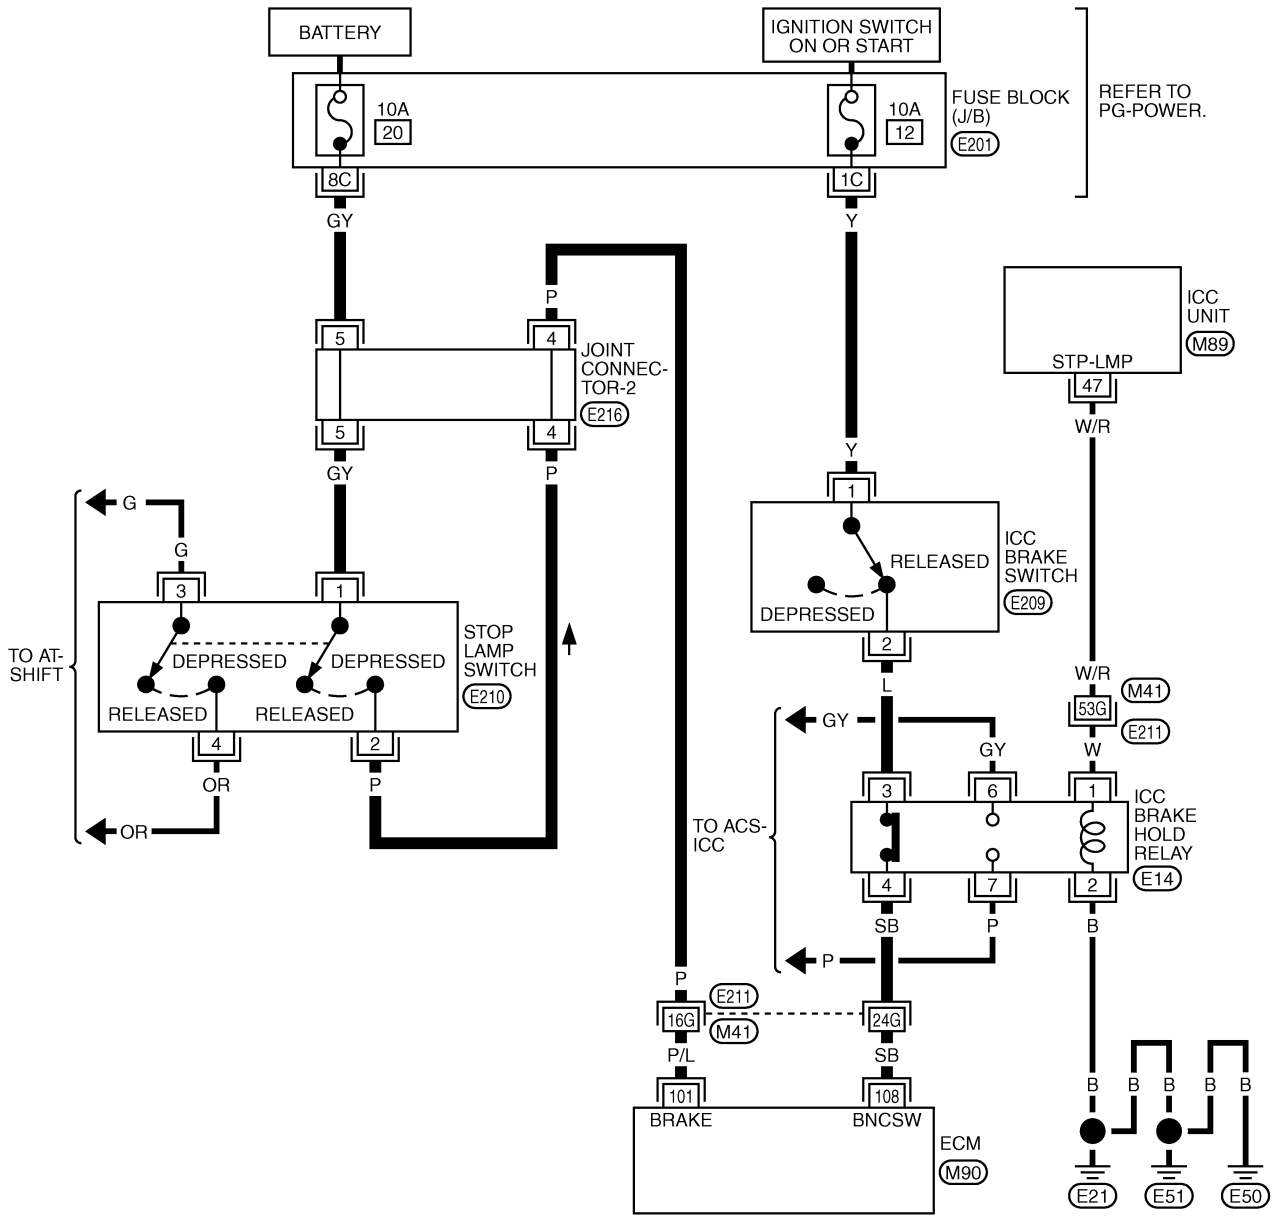 BATTERY
IGNITION SWITCH
ON OR START
10A
20
10A
12
FUSE BLOCK
(J/B)
E201
REFER TO
PG-POWER.
8C
1C
GY
Y
P
5
4
JOINT
CONNEC-
TOR-2
E216
5
4
GY
P
Y
ICC
UNIT
M89
STP-LMP
47
W/R
G
G
3
1
STOP
LAMP
SWITCH
E210
DEPRESSED
DEPRESSED
RELEASED
RELEASED
TO AT-
SHIFT
4
2
OR
P
OR
1
RELEASED
DEPRESSED
ICC
BRAKE
SWITCH
E209
2
L
W/R
M41
53G
E211
W
GY
GY
3
6
1
ICC
BRAKE
HOLD
RELAY
E14
TO ACS-
ICC
4
7
2
SB
P
B
P
P
E211
16G
M41
24G
P/L
SB
101
108
BRAKE
BNCSW
ECM
M90
B
B
B
B
B
E21
E51
E50